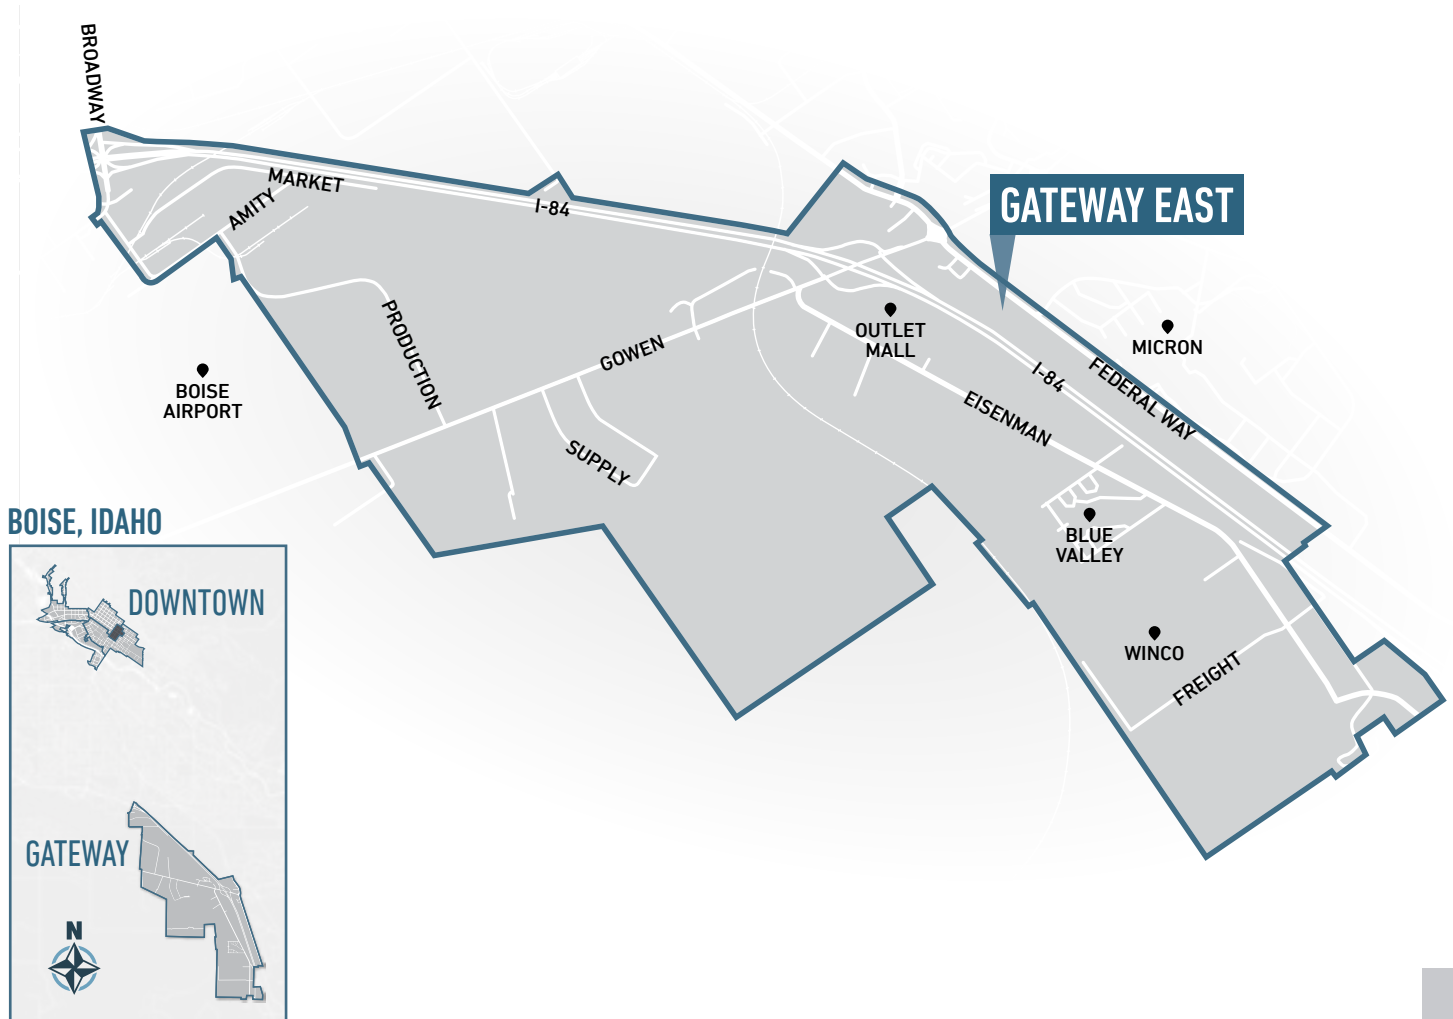 BROADWAY
MARKET
AMITY
I-84
GATEWAY EAST
PRODUCTION
GOWEN
OUTLET
MALL
MICRON
I-84
FEDERAL WAY
EISENMAN
BOISE
AIRPORT
SUPPLY
BLUE
VALLEY
WINCO
FREIGHT
BOISE, IDAHO
DOWNTOWN
GATEWAY
N